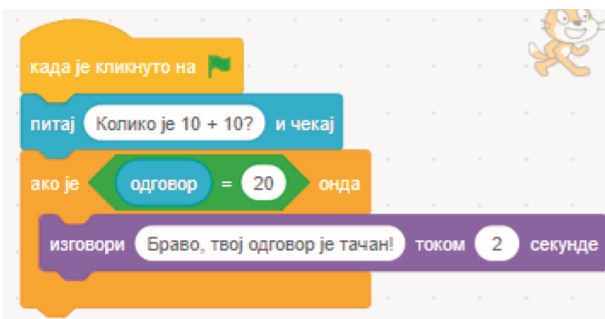 када је кликнуто на
питај Колико је 10 + 10? и чекај
ако је одговор = 20 онда
изговори Браво, твој одговор је тачан! током 2 секунде